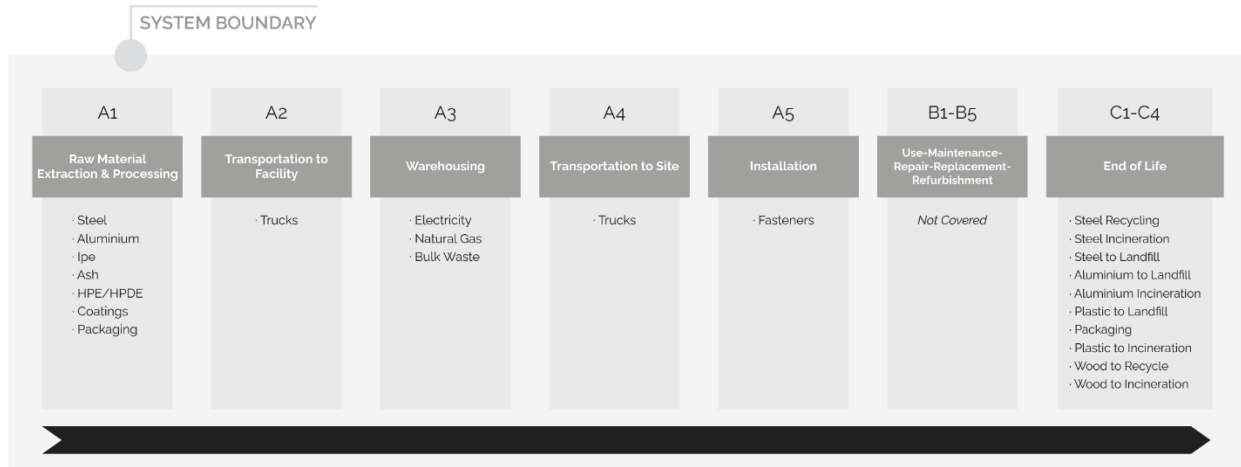 SYSTEM BOUNDARY
A1
Raw Material
Extraction & Processing
· Steel
· Aluminium
· Ipe
· Ash
· HPE/HPDE
· Coatings
· Packaging
A2
Transportation to
Facility
· Trucks
A3
Warehousing
· Electricity
· Natural Gas
· Bulk Waste
A4
Transportation to Site
· Trucks
A5
Installation
· Fasteners
B1-B5
Use-Maintenance-
Repair-Replacement-
Refurbishment
Not Covered
C1-C4
End of Life
· Steel Recycling
· Steel Incineration
· Steel to Landfill
· Aluminium to Landfill
· Aluminium Incineration
· Plastic to Landfill
· Packaging
· Plastic to Incineration
· Wood to Recycle
· Wood to Incineration